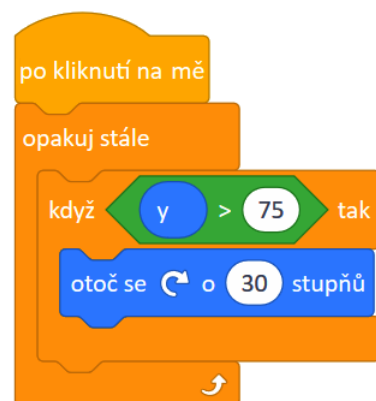 po kliknutí na mě
opakuj stále
když y > 75 tak
otoč se o 30 stupňů